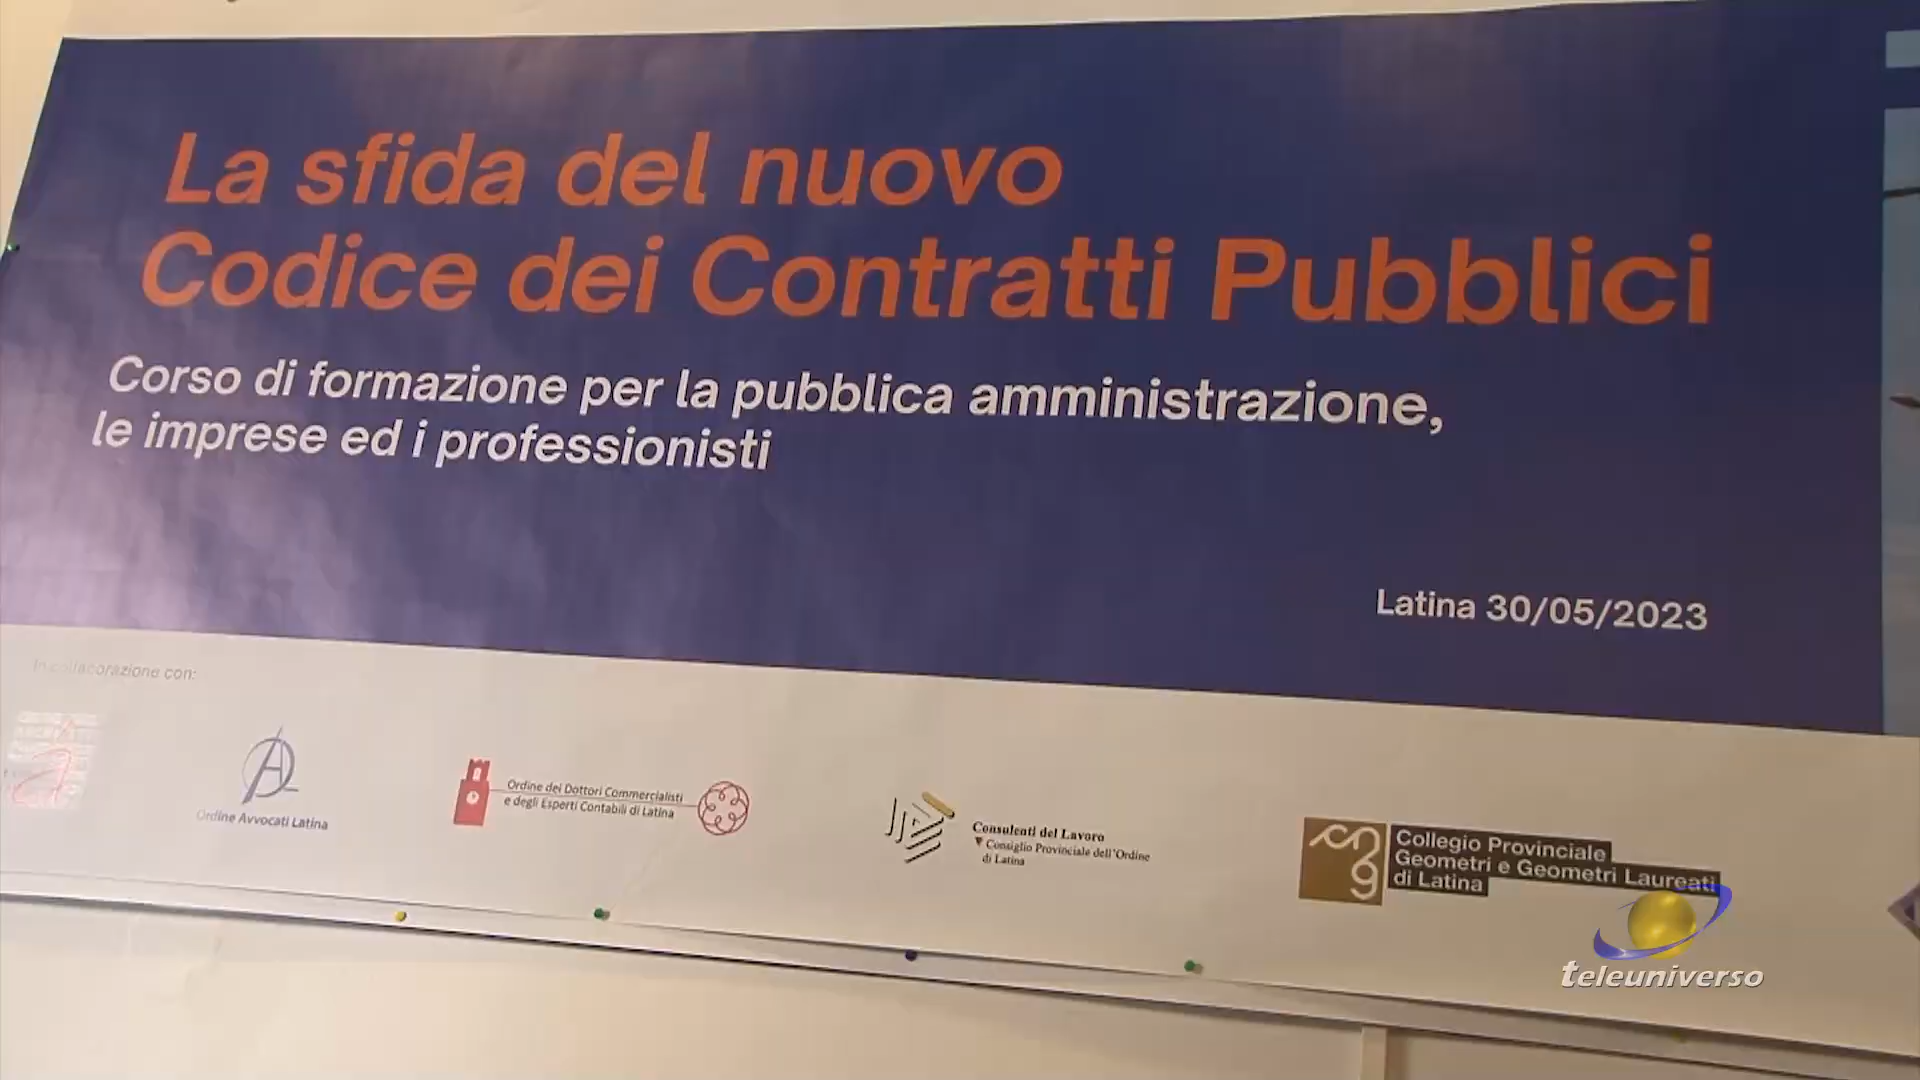 La sfida del nuovo
Codice dei Contratti Pubblici
Corso di formazione per la pubblica amministrazione,
le imprese ed i professionisti
Latina 30/05/2023
In collaborazione con:
Ordine Avvocati Latina
Ordine dei Dottori Commercialisti
e degli Esperti Contabili di Latina
Consulenti del Lavoro
Consiglio Provinciale dell'Ordine
di Latina
Collegio Provinciale
Geometri e Geometri Laureati
di Latina
teleuniverso